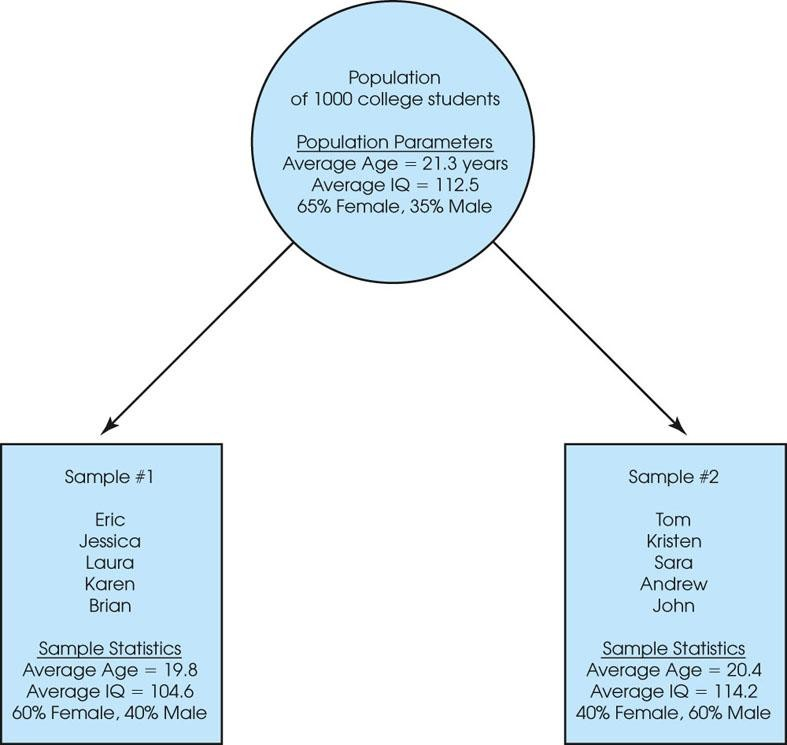 Population
of 1000 college students
Population Parameters
Average Age = 21.3 years
Average IQ = 112.5
65% Female, 35% Male
Sample #1
Eric
Jessica
Laura
Karen
Brian
Sample Statistics
Average Age = 19.8
Average IQ = 104.6
60% Female, 40% Male
Sample #2
Tom
Kristen
Sara
Andrew
John
Sample Statistics
Average Age = 20.4
Average IQ = 114.2
40% Female, 60% Male